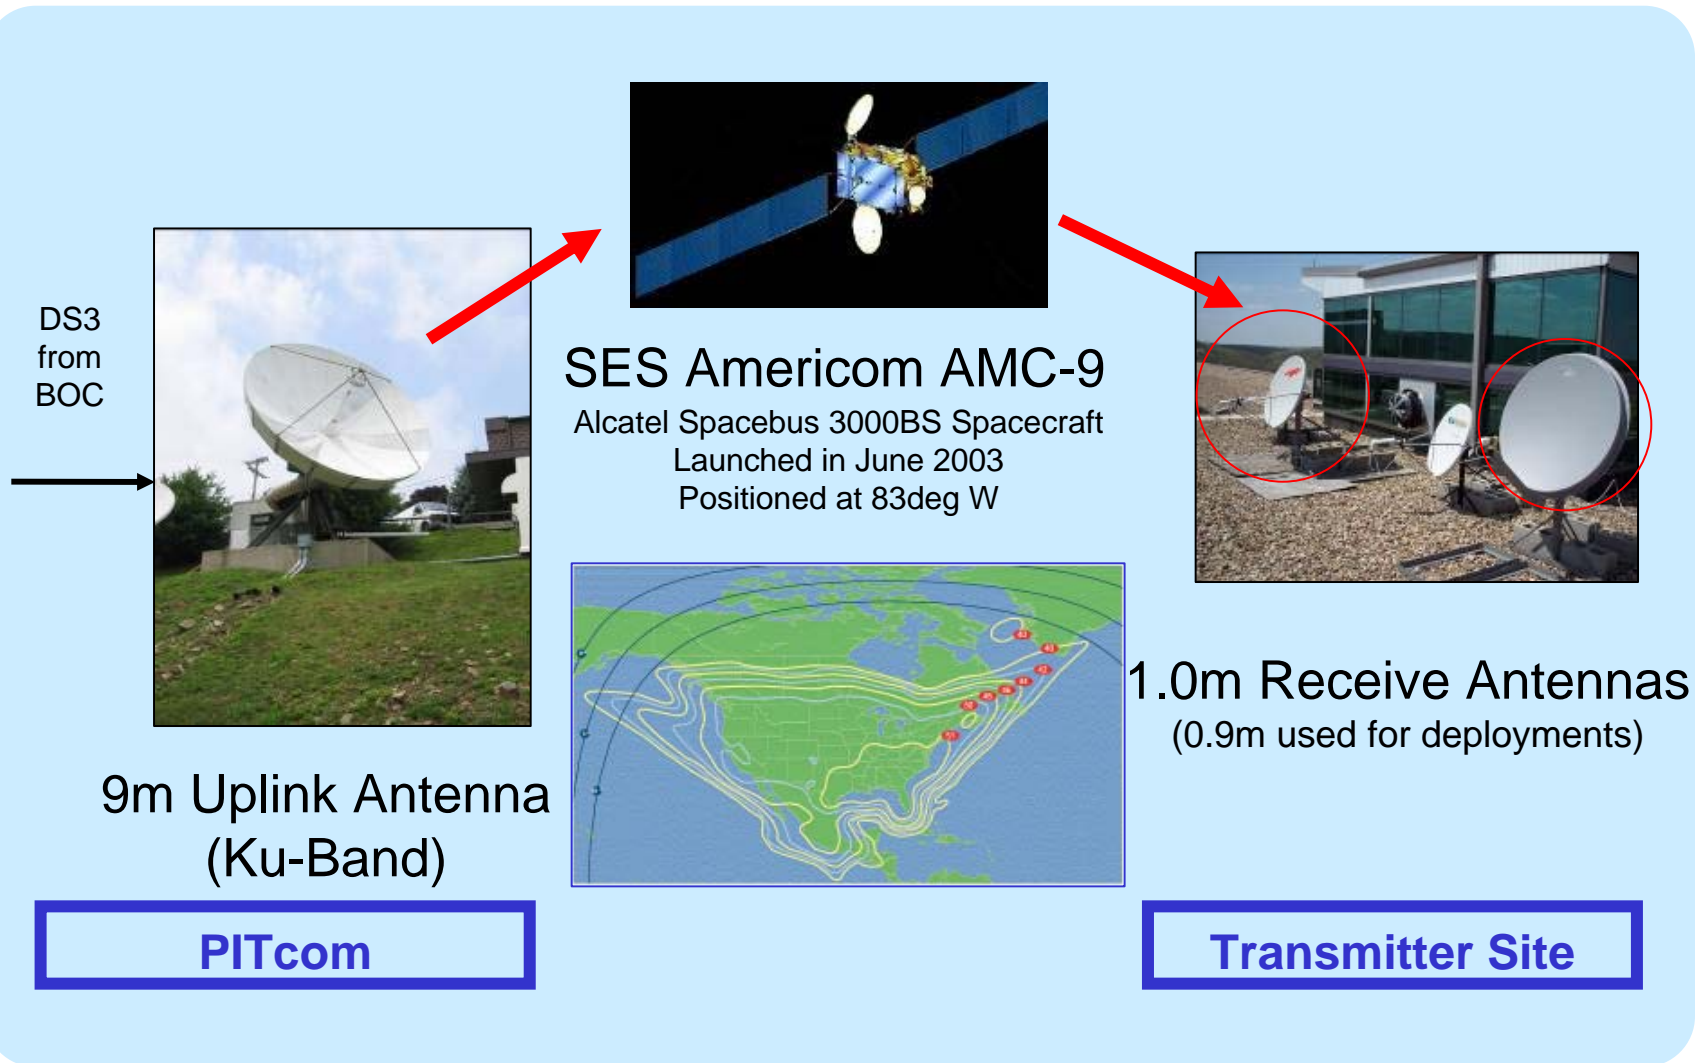 DS3
from
BOC
SES Americom AMC-9
Alcatel Spacebus 3000BS Spacecraft
Launched in June 2003
Positioned at 83deg W
9m Uplink Antenna
(Ku-Band)
1.0m Receive Antennas
(0.9m used for deployments)
PITcom
Transmitter Site